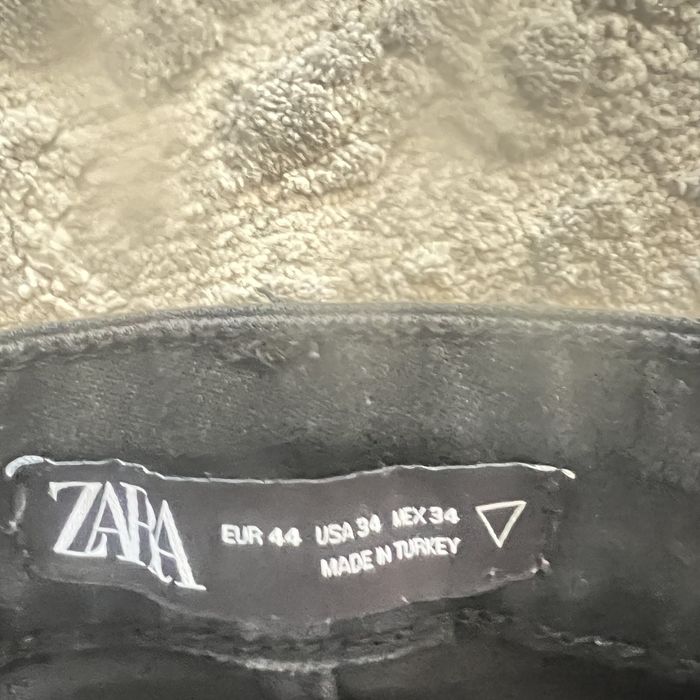 ZARA
EUR 44 USA 34 MEX 34
MADE IN TURKEY